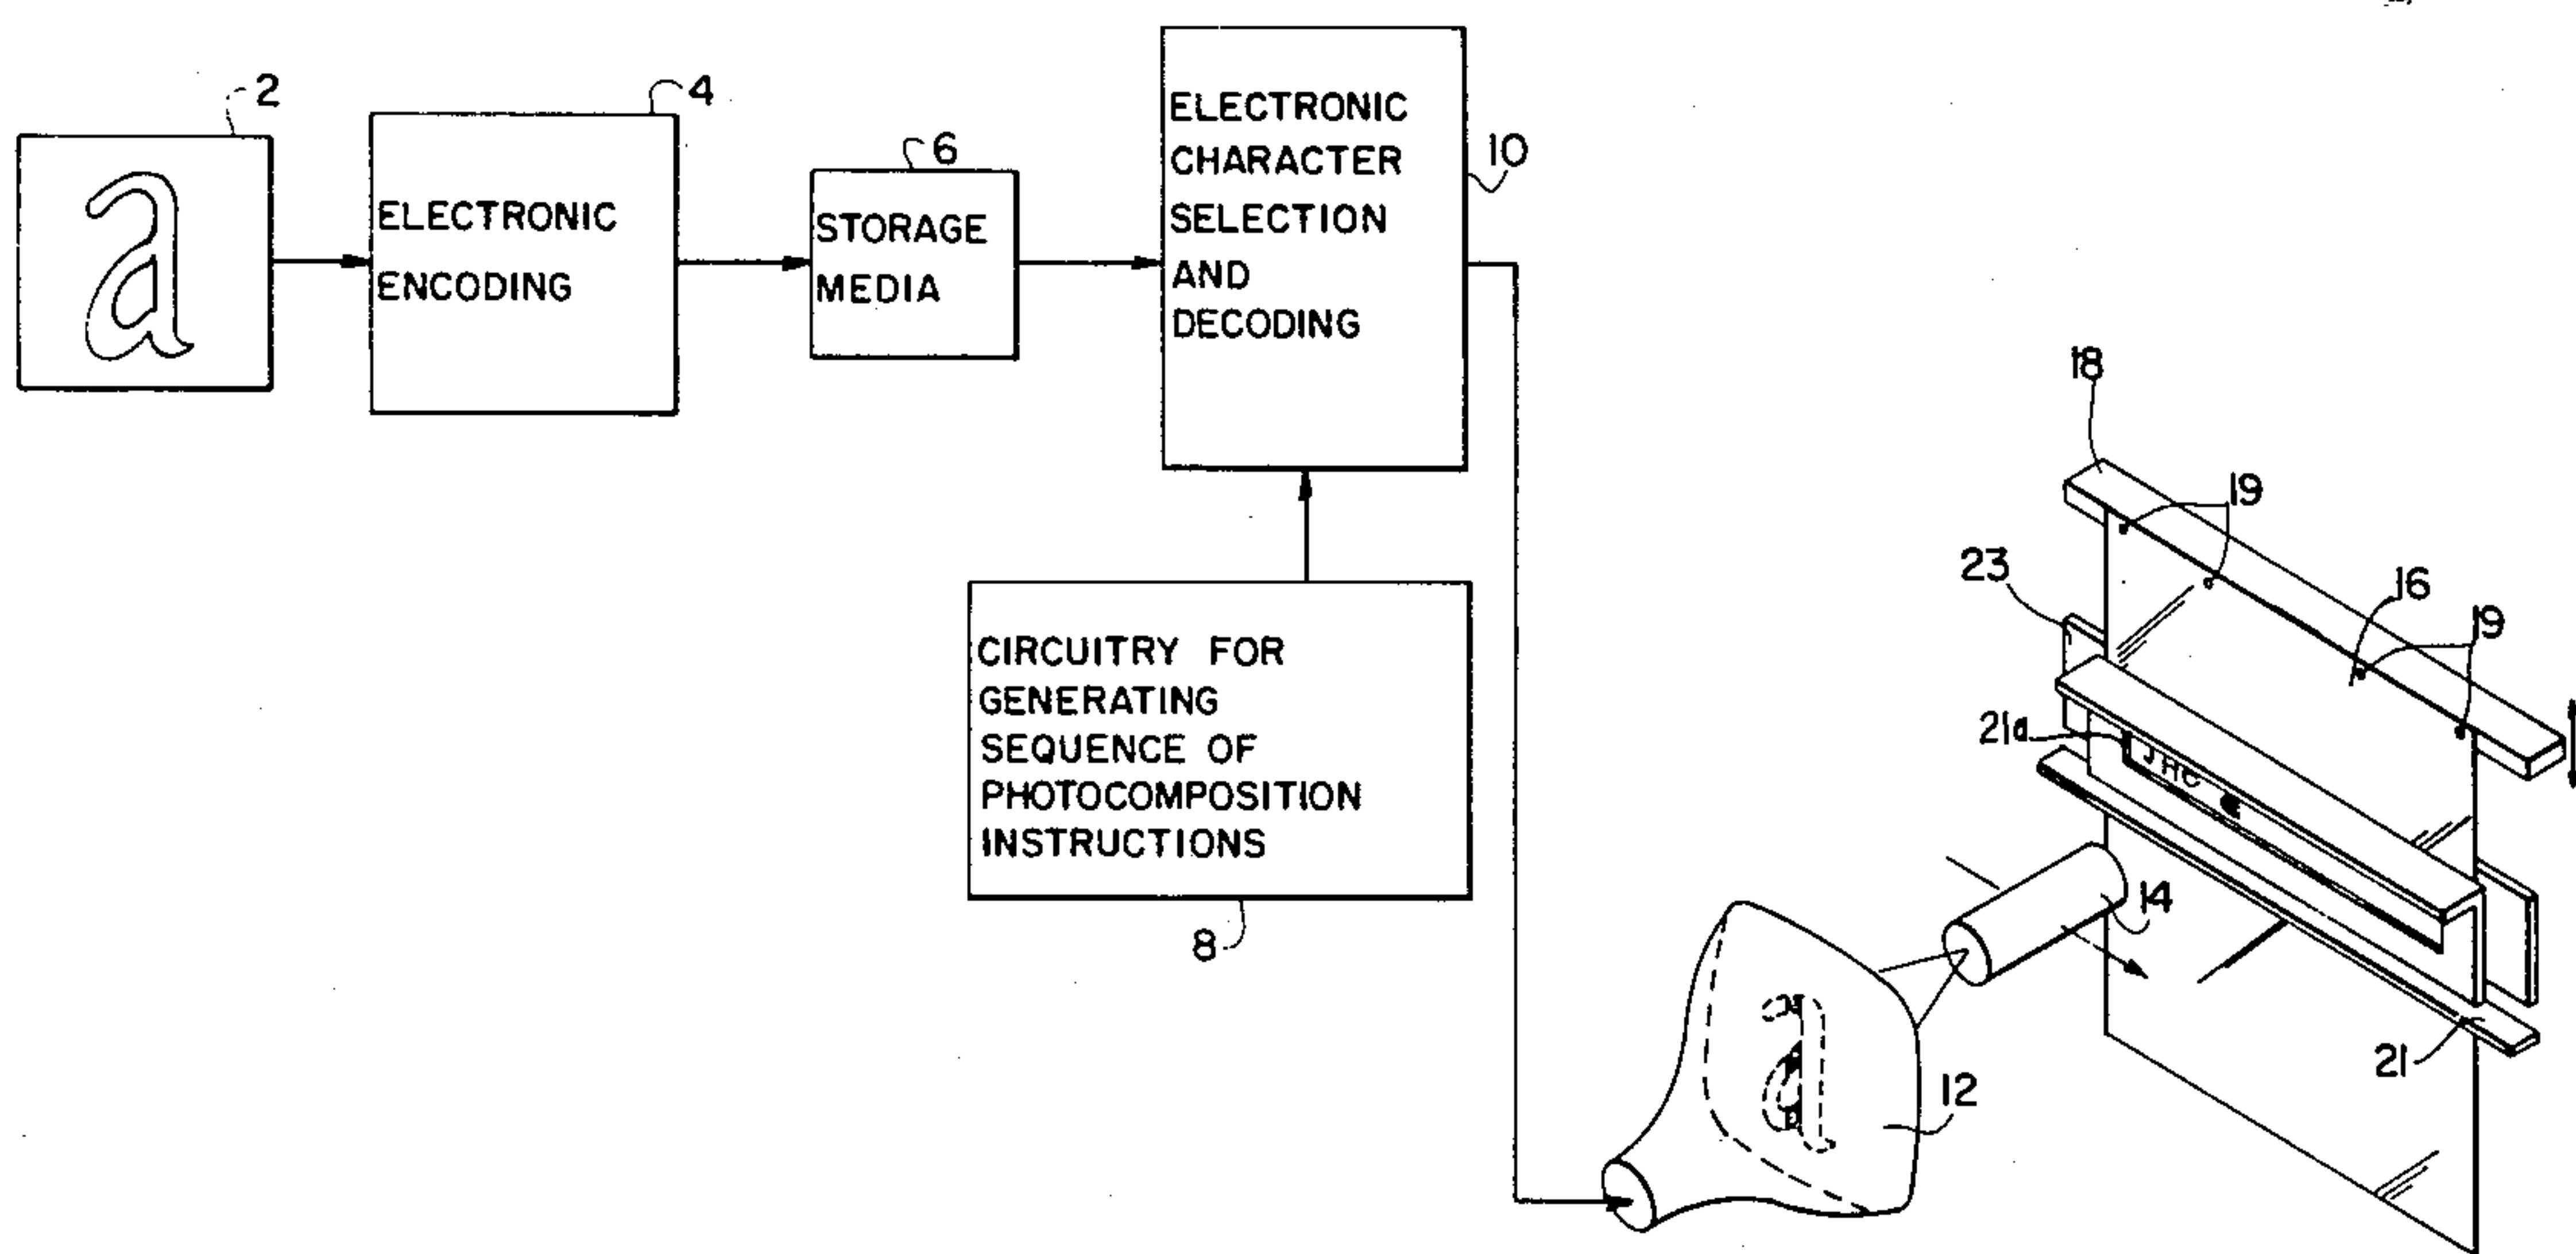 2
a
4
ELECTRONIC
ENCODING
6
STORAGE
MEDIA
10
ELECTRONIC
CHARACTER
SELECTION
AND
DECODING
8
CIRCUITRY FOR
GENERATING
SEQUENCE OF
PHOTOCOMPOSITION
INSTRUCTIONS
12
a
14
18
19
16
19
23
21a
JHC
21